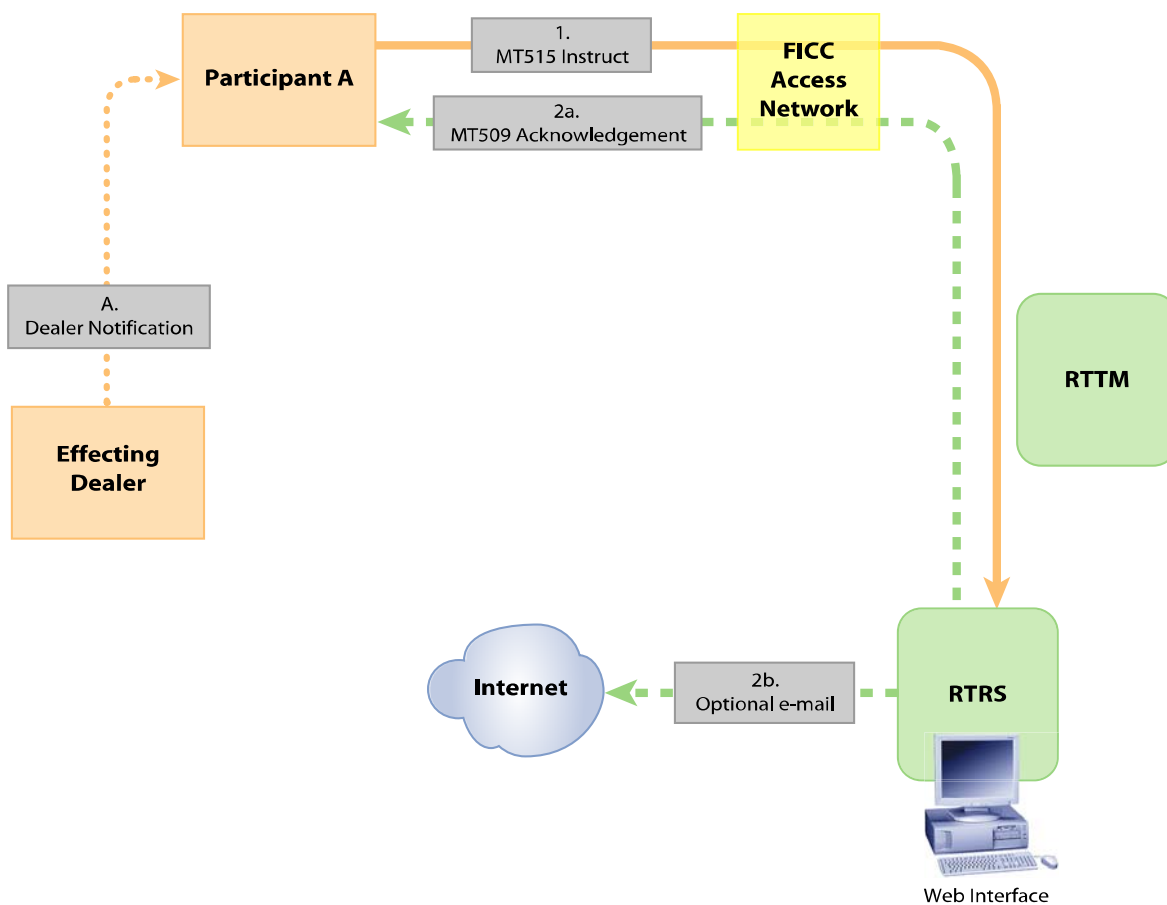 1.
MT515 Instruct
FICC
Access
Network
Participant A
2a.
MT509 Acknowledgement
A.
Dealer Notification
RTTM
Effecting
Dealer
Internet
2b.
Optional e-mail
RTRS
Web Interface